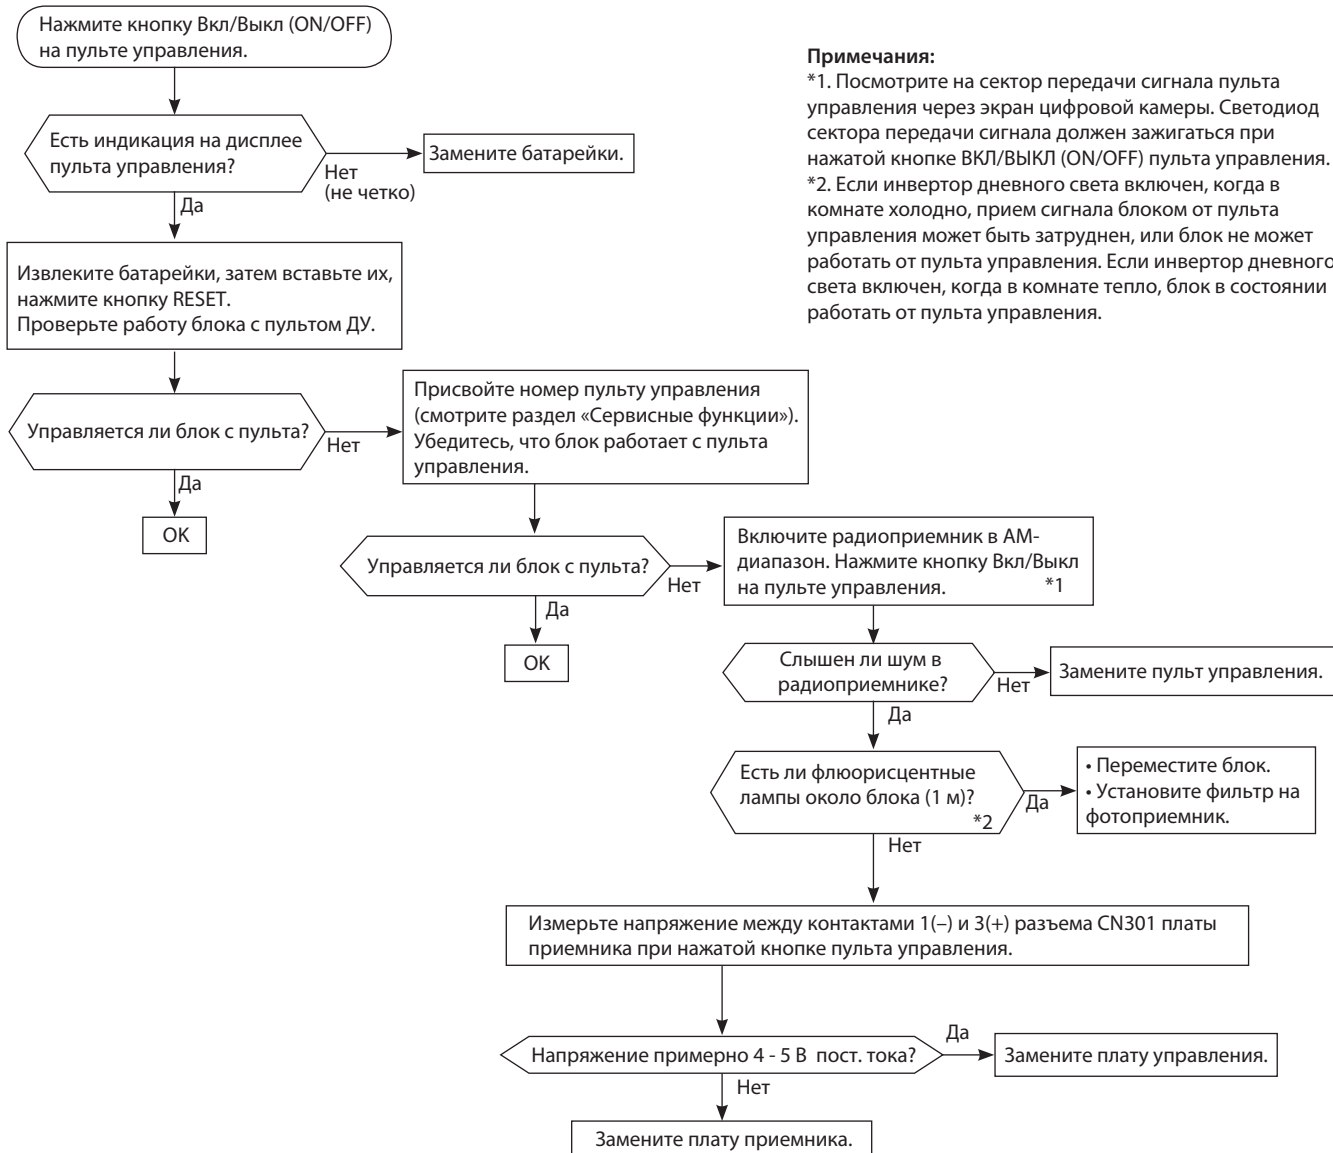 Нажмите кнопку Вкл/Выкл (ON/OFF)
на пульте управления.
Примечания:
*1. Посмотрите на сектор передачи сигнала пульта
управления через экран цифровой камеры. Светодиод
сектора передачи сигнала должен зажигаться при
нажатой кнопке ВКЛ/ВЫКЛ (ON/OFF) пульта управления.
*2. Если инвертор дневного света включен, когда в
комнате холодно, прием сигнала блоком от пульта
управления может быть затруднен, или блок не может
работать от пульта управления. Если инвертор дневного
света включен, когда в комнате тепло, блок в состоянии
работать от пульта управления.
Есть индикация на дисплее
пульта управления?
Нет
(не четко)
Замените батарейки.
Да
Извлеките батарейки, затем вставьте их,
нажмите кнопку RESET.
Проверьте работу блока с пультом ДУ.
Управляется ли блок с пульта?
Нет
Да
OK
Присвойте номер пульту управления
(смотрите раздел «Сервисные функции»).
Убедитесь, что блок работает с пульта
управления.
Управляется ли блок с пульта?
Нет
Да
OK
Включите радиоприемник в АМ-
диапазон. Нажмите кнопку Вкл/Выкл
на пульте управления. *1
Слышен ли шум в
радиоприемнике?
Нет
Замените пульт управления.
Да
Есть ли флюорисцентные
лампы около блока (1 м)?
*2
Да
• Переместите блок.
• Установите фильтр на
фотоприемник.
Нет
Измерьте напряжение между контактами 1(–) и 3(+) разъема CN301 платы
приемника при нажатой кнопке пульта управления.
Напряжение примерно 4 - 5 В пост. тока?
Да
Замените плату управления.
Нет
Замените плату приемника.